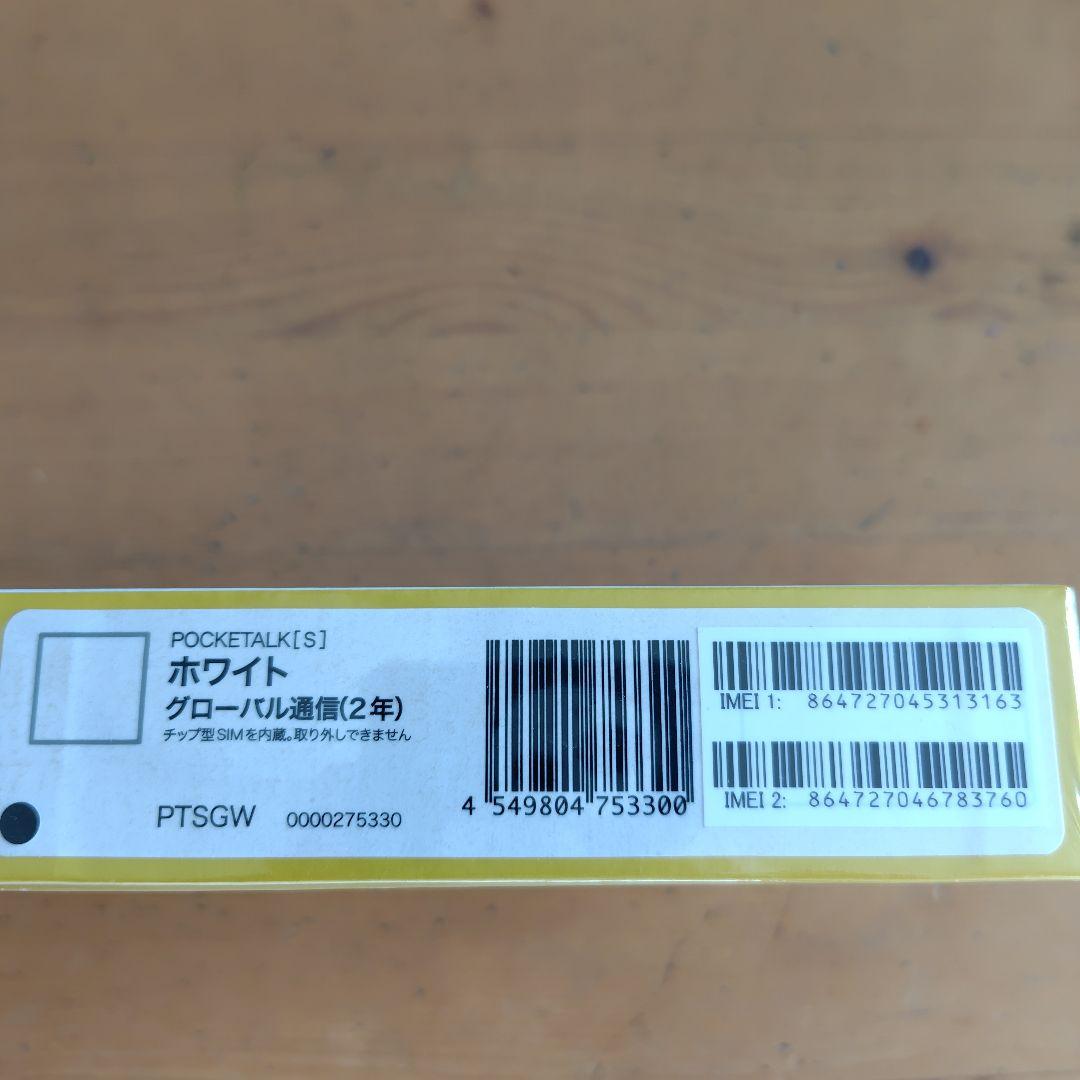 POCKETALK[S]
ホワイト
グローバル通信(2年)
チップ型SIMを内蔵。取り外しできません
PTSGW 0000275330
4 549804 753300
IMEI 1: 864727045313163
IMEI 2: 864727046783760